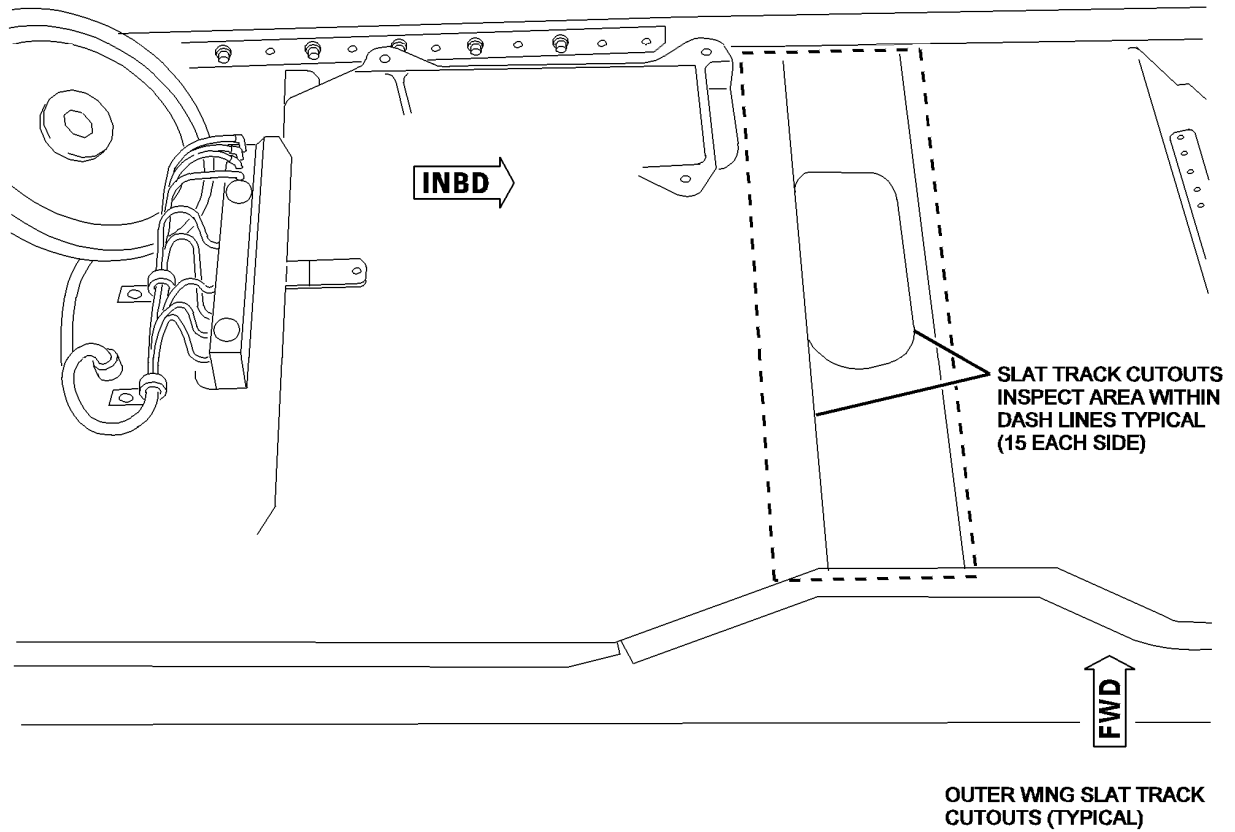 INBD
SLAT TRACK CUTOUTS
INSPECT AREA WITHIN
DASH LINES TYPICAL
(15 EACH SIDE)
FWD
OUTER WING SLAT TRACK
CUTOUTS (TYPICAL)